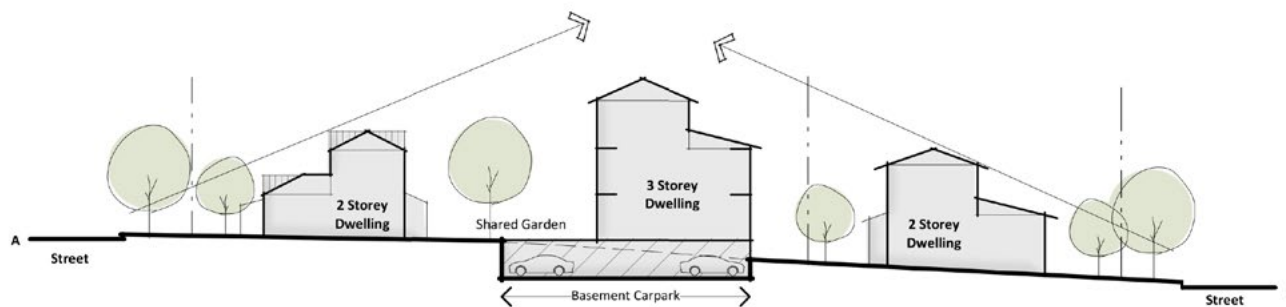 2 Storey
Dwelling
3 Storey
Dwelling
Shared Garden
2 Storey
Dwelling
A
Street
Basement Carpark
Street